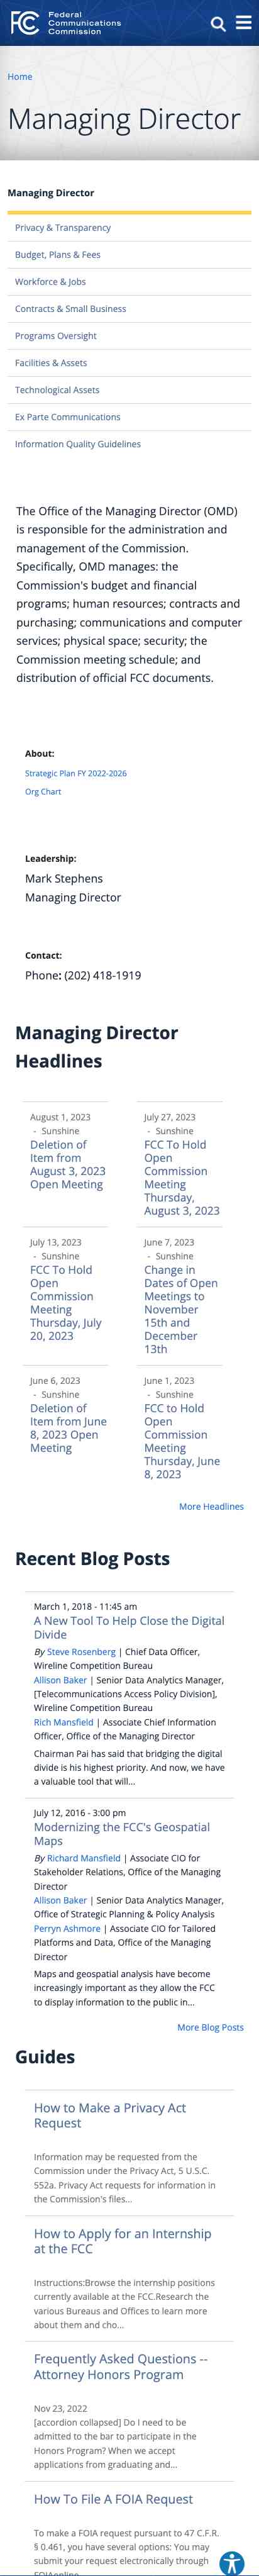 Federal
Communications
Commission
Home
Managing Director
Managing Director
Privacy & Transparency
Budget, Plans & Fees
Workforce & Jobs
Contracts & Small Business
Programs Oversight
Facilities & Assets
Technological Assets
Ex Parte Communications
Information Quality Guidelines
The Office of the Managing Director (OMD)
is responsible for the administration and
management of the Commission.
Specifically, OMD manages: the
Commission's budget and financial
programs; human resources; contracts and
purchasing; communications and computer
services; physical space; security; the
Commission meeting schedule; and
distribution of official FCC documents.
About:
Strategic Plan FY 2022-2026
Org Chart
Leadership:
Mark Stephens
Managing Director
Contact:
Phone: (202) 418-1919
Managing Director
Headlines
August 1, 2023
- Sunshine
Deletion of
Item from
August 3, 2023
Open Meeting
July 27, 2023
- Sunshine
FCC To Hold
Open
Commission
Meeting
Thursday,
August 3, 2023
July 13, 2023
- Sunshine
FCC To Hold
Open
Commission
Meeting
Thursday, July
20, 2023
June 7, 2023
- Sunshine
Change in
Dates of Open
Meetings to
November
15th and
December
13th
June 6, 2023
- Sunshine
Deletion of
Item from June
8, 2023 Open
Meeting
June 1, 2023
- Sunshine
FCC to Hold
Open
Commission
Meeting
Thursday, June
8, 2023
More Headlines
Recent Blog Posts
March 1, 2018 - 11:45 am
A New Tool To Help Close the Digital
Divide
By Steve Rosenberg | Chief Data Officer,
Wireline Competition Bureau
Allison Baker | Senior Data Analytics Manager,
[Telecommunications Access Policy Division],
Wireline Competition Bureau
Rich Mansfield | Associate Chief Information
Officer, Office of the Managing Director
Chairman Pai has said that bridging the digital
divide is his highest priority. And now, we have
a valuable tool that will...
July 12, 2016 - 3:00 pm
Modernizing the FCC's Geospatial
Maps
By Richard Mansfield | Associate CIO for
Stakeholder Relations, Office of the Managing
Director
Allison Baker | Senior Data Analytics Manager,
Office of Strategic Planning & Policy Analysis
Perryn Ashmore | Associate CIO for Tailored
Platforms and Data, Office of the Managing
Director
Maps and geospatial analysis have become
increasingly important as they allow the FCC
to display information to the public in...
More Blog Posts
Guides
How to Make a Privacy Act
Request
Information may be requested from the
Commission under the Privacy Act, 5 U.S.C.
552a. Privacy Act requests for information in
the Commission's files...
How to Apply for an Internship
at the FCC
Instructions:Browse the internship positions
currently available at the FCC.Research the
various Bureaus and Offices to learn more
about them and cho...
Frequently Asked Questions --
Attorney Honors Program
Nov 23, 2022
[accordion collapsed] Do I need to be
admitted to the bar to participate in the
Honors Program? When we accept
applications from graduating and...
How To File A FOIA Request
To make a FOIA request pursuant to 47 C.F.R.
§ 0.461, you have several options: You may
submit your request electronically through